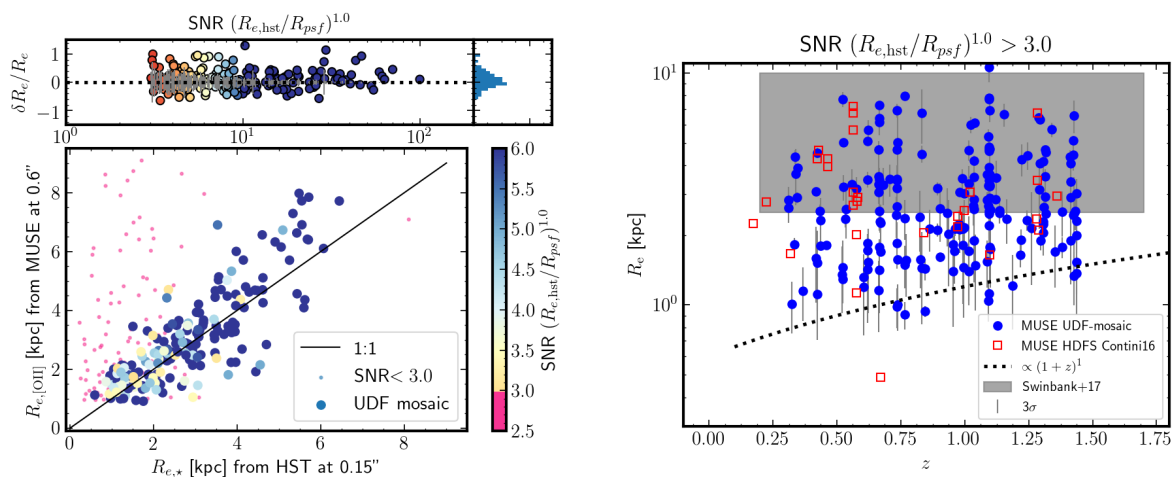 SNR (R_{e,hst}/R_{psf})^{1.0}
δR_e/R_e
1
0
−1
10^0
10^1
10^2
R_{e,[OII]} [kpc] from MUSE at 0.6”
8
6
4
2
0
1:1
SNR< 3.0
UDF mosaic
0
2
4
6
8
R_{e,⋆} [kpc] from HST at 0.15”
6.0
5.5
5.0
4.5
4.0
3.5
3.0
2.5
SNR (R_{e,hst}/R_{psf})^{1.0}
SNR (R_{e,hst}/R_{psf})^{1.0} > 3.0
R_e [kpc]
10^1
10^0
MUSE UDF-mosaic
MUSE HDFS Contini16
∝ (1 + z)^1
Swinbank+17
3σ
0.00
0.25
0.50
0.75
1.00
1.25
1.50
1.75
z